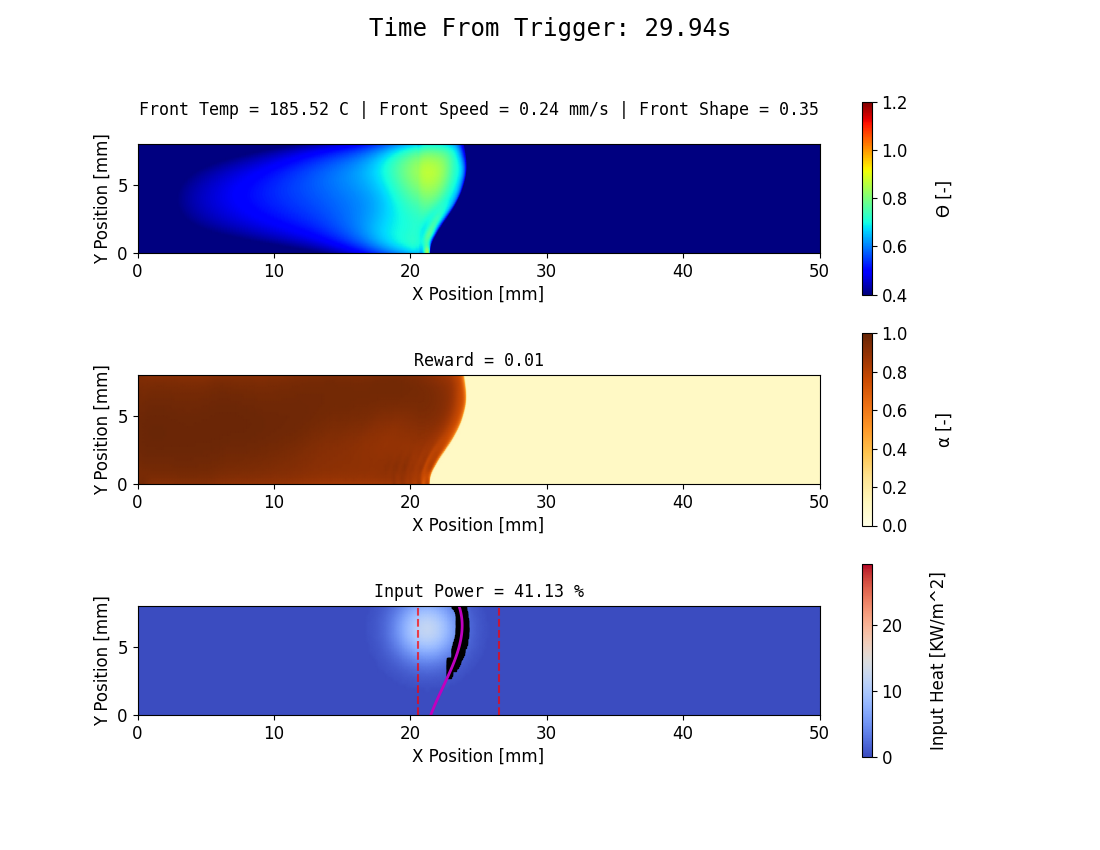 Time From Trigger: 29.94s
Front Temp = 185.52 C | Front Speed = 0.24 mm/s | Front Shape = 0.35
Y Position [mm]
5
0
0 10 20 30 40 50
X Position [mm]
1.2
1.0
0.8
0.6
0.4
Θ [-]
Reward = 0.01
Y Position [mm]
5
0
0 10 20 30 40 50
X Position [mm]
1.0
0.8
0.6
0.4
0.2
0.0
α [-]
Input Power = 41.13 %
Y Position [mm]
5
0
0 10 20 30 40 50
X Position [mm]
20
10
0
Input Heat [KW/m^2]